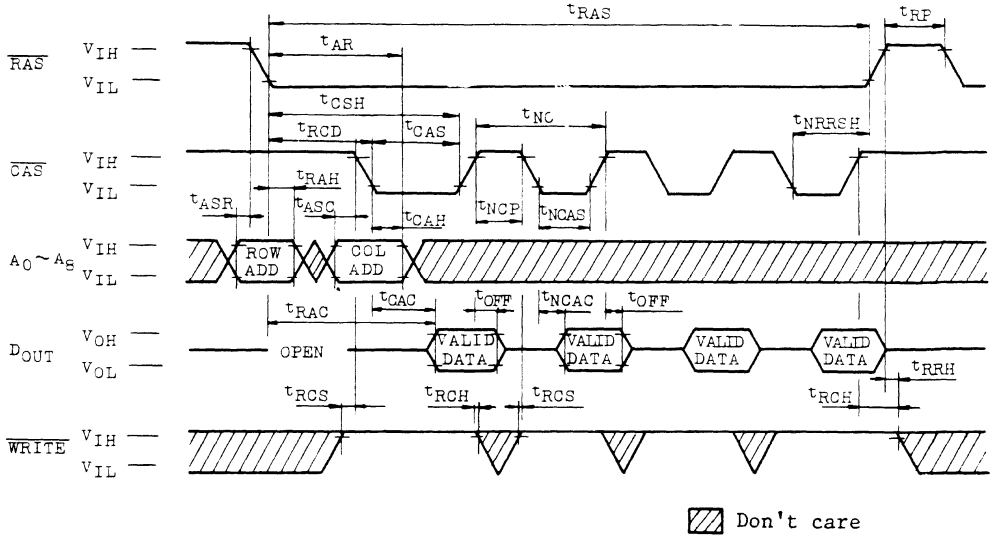 tRAS
tRP
tAR
RAS
VIH
VIL
tCSH
tRCD
tCAS
tNC
tNRRSH
CAS
VIH
VIL
tASR
tRAH
tASC
tCAH
tNCP
tNCAS
A0~A8
VIH
VIL
ROW ADD
COL ADD
tRAC
tCAC
tOFF
tNCAC
tOFF
DOUT
VOH
VOL
OPEN
VALID DATA
VALID DATA
VALID DATA
VALID DATA
tRCS
tRCH
tRCS
tRCH
tRRH
WRITE
VIH
VIL
Don't care